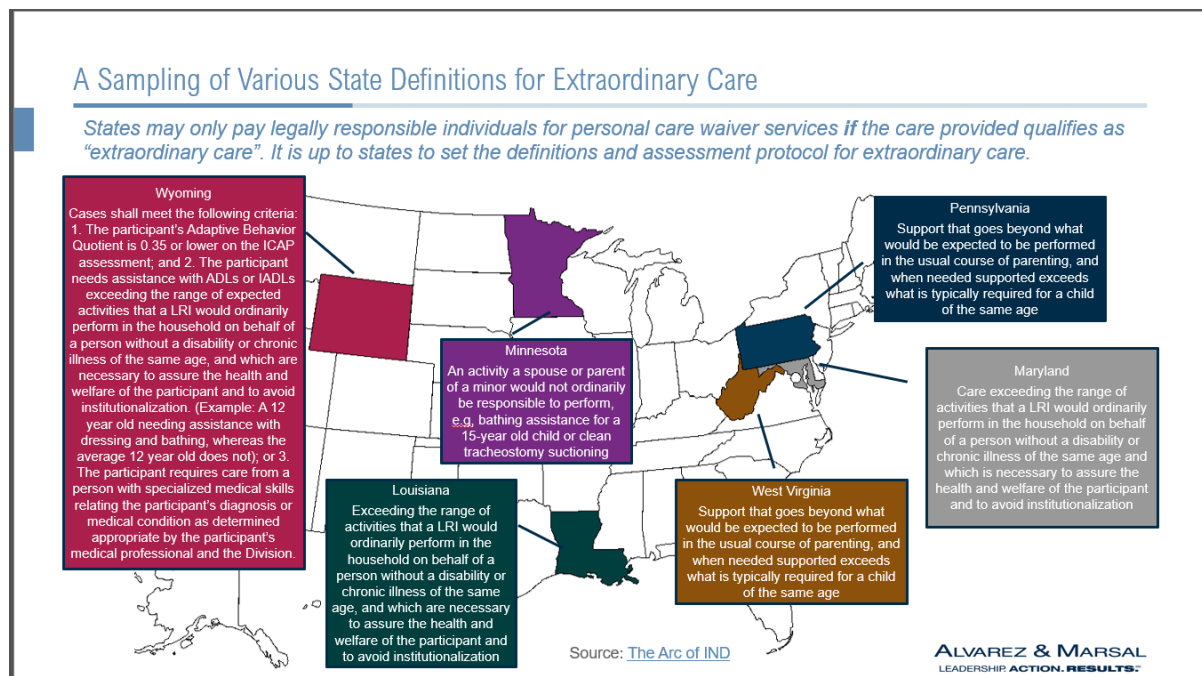 A Sampling of Various State Definitions for Extraordinary Care
States may only pay legally responsible individuals for personal care waiver services if the care provided qualifies as
“extraordinary care”. It is up to states to set the definitions and assessment protocol for extraordinary care.
Wyoming
Cases shall meet the following criteria:
1. The participant’s Adaptive Behavior
Quotient is 0.35 or lower on the ICAP
assessment; and 2. The participant
needs assistance with ADLs or IADLs
exceeding the range of expected
activities that a LRI would ordinarily
perform in the household on behalf of
a person without a disability or chronic
illness of the same age, and which are
necessary to assure the health and
welfare of the participant and to avoid
institutionalization. (Example: A 12
year old needing assistance with
dressing and bathing, whereas the
average 12 year old does not); or 3.
The participant requires care from a
person with specialized medical skills
relating the participant’s diagnosis or
medical condition as determined
appropriate by the participant’s
medical professional and the Division.
Minnesota
An activity a spouse or parent
of a minor would not ordinarily
be responsible to perform,
e.g, bathing assistance for a
15-year old child or clean
tracheostomy suctioning
Louisiana
Exceeding the range of
activities that a LRI would
ordinarily perform in the
household on behalf of a
person without a disability or
chronic illness of the same
age, and which are necessary
to assure the health and
welfare of the participant and
to avoid institutionalization
Pennsylvania
Support that goes beyond what
would be expected to be performed
in the usual course of parenting, and
when needed supported exceeds
what is typically required for a child
of the same age
Maryland
Care exceeding the range of
activities that a LRI would ordinarily
perform in the household on behalf
of a person without a disability or
chronic illness of the same age and
which is necessary to assure the
health and welfare of the participant
and to avoid institutionalization
West Virginia
Support that goes beyond what
would be expected to be performed
in the usual course of parenting, and
when needed supported exceeds
what is typically required for a child
of the same age
Source: The Arc of IND
ALVAREZ & MARSAL
LEADERSHIP. ACTION. RESULTS.™